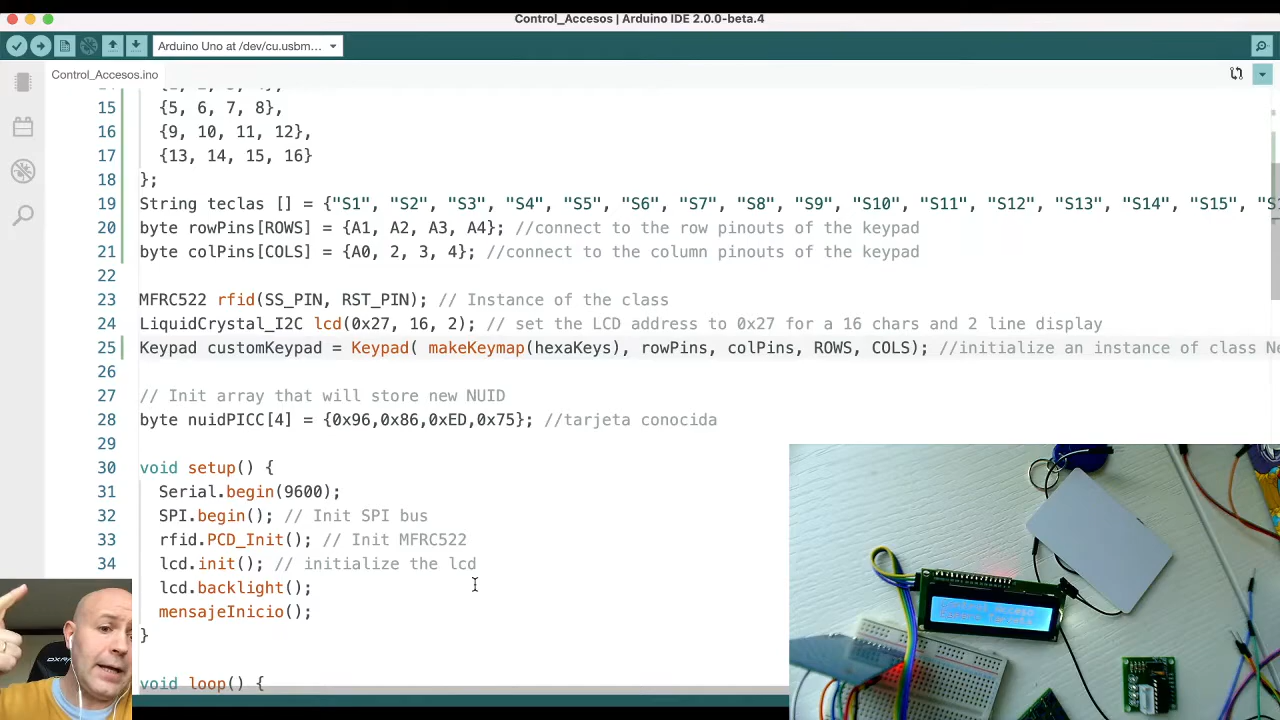 Control_Accesos | Arduino IDE 2.0.0-beta.4
Arduino Uno at /dev/cu.usbm...
Control_Accesos.ino
15 {5, 6, 7, 8},
16 {9, 10, 11, 12},
17 {13, 14, 15, 16}
18 };
19 String teclas [] = {"S1", "S2", "S3", "S4", "S5", "S6", "S7", "S8", "S9", "S10", "S11", "S12", "S13", "S14", "S15",
20 byte rowPins[ROWS] = {A1, A2, A3, A4}; //connect to the row pinouts of the keypad
21 byte colPins[COLS] = {A0, 2, 3, 4}; //connect to the column pinouts of the keypad
22
23 MFRC522 rfid(SS_PIN, RST_PIN); // Instance of the class
24 LiquidCrystal_I2C lcd(0x27, 16, 2); // set the LCD address to 0x27 for a 16 chars and 2 line display
25 Keypad customKeypad = Keypad( makeKeymap(hexaKeys), rowPins, colPins, ROWS, COLS); //initialize an instance of class
26
27 // Init array that will store new NUID
28 byte nuidPICC[4] = {0x96,0x86,0xED,0x75}; //tarjeta conocida
29
30 void setup() {
31 Serial.begin(9600);
32 SPI.begin(); // Init SPI bus
33 rfid.PCD_Init(); // Init MFRC522
34 lcd.init(); // initialize the lcd
lcd.backlight();
mensajeInicio();
}
void loop() {